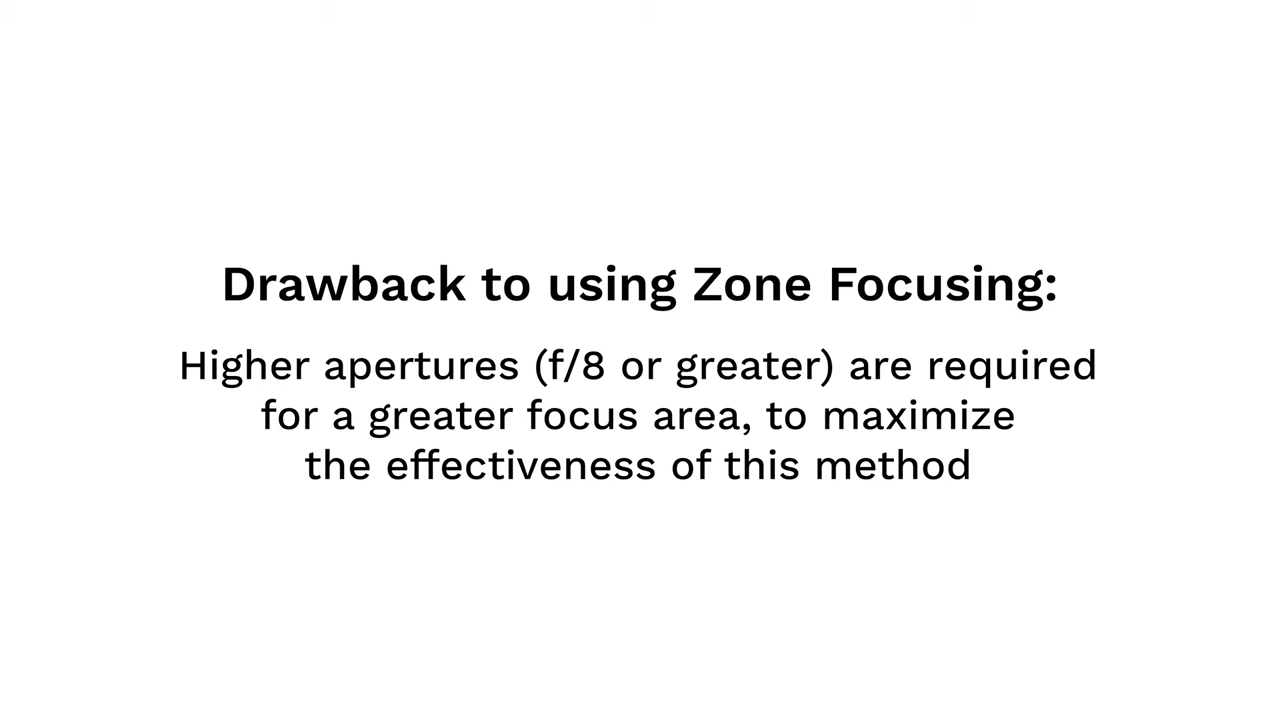 Drawback to using Zone Focusing:
Higher apertures (f/8 or greater) are required
for a greater focus area, to maximize
the effectiveness of this method